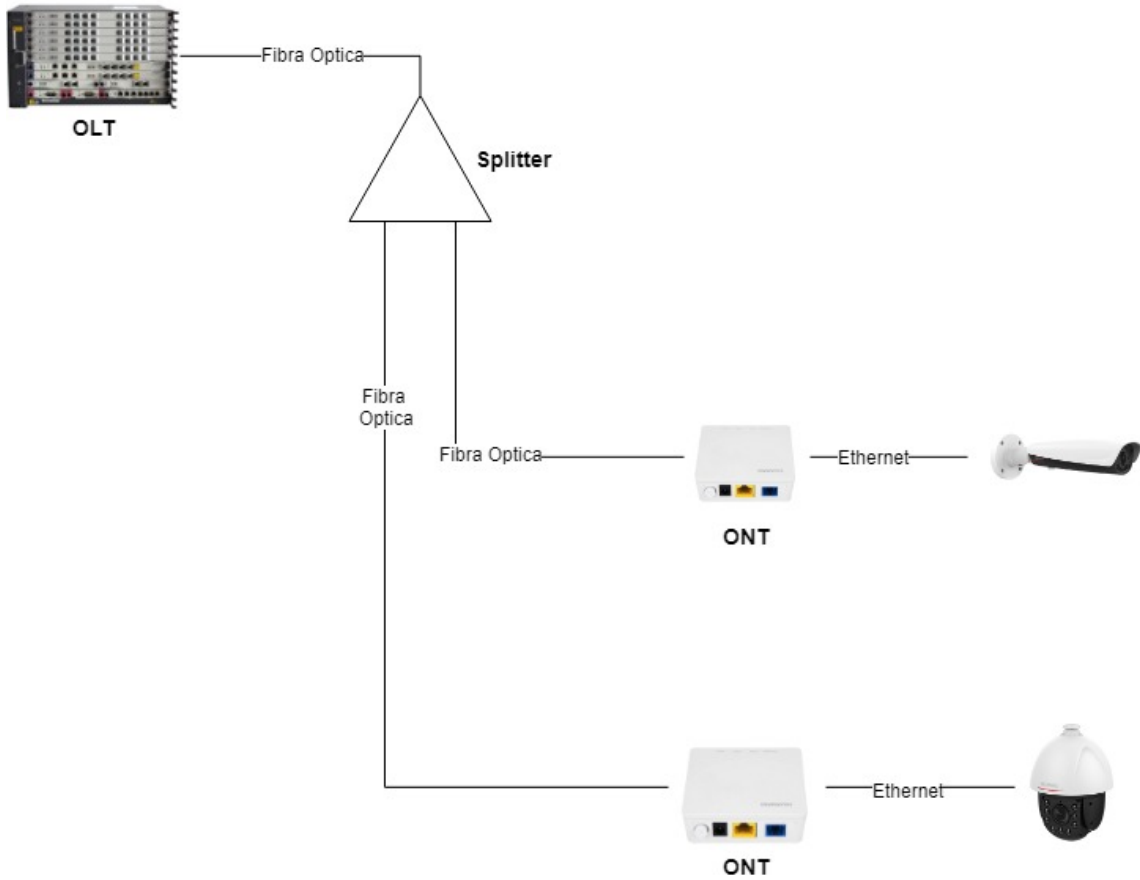 Fibra Optica
OLT
Splitter
Fibra
Optica
Fibra Optica
Ethernet
ONT
Ethernet
ONT